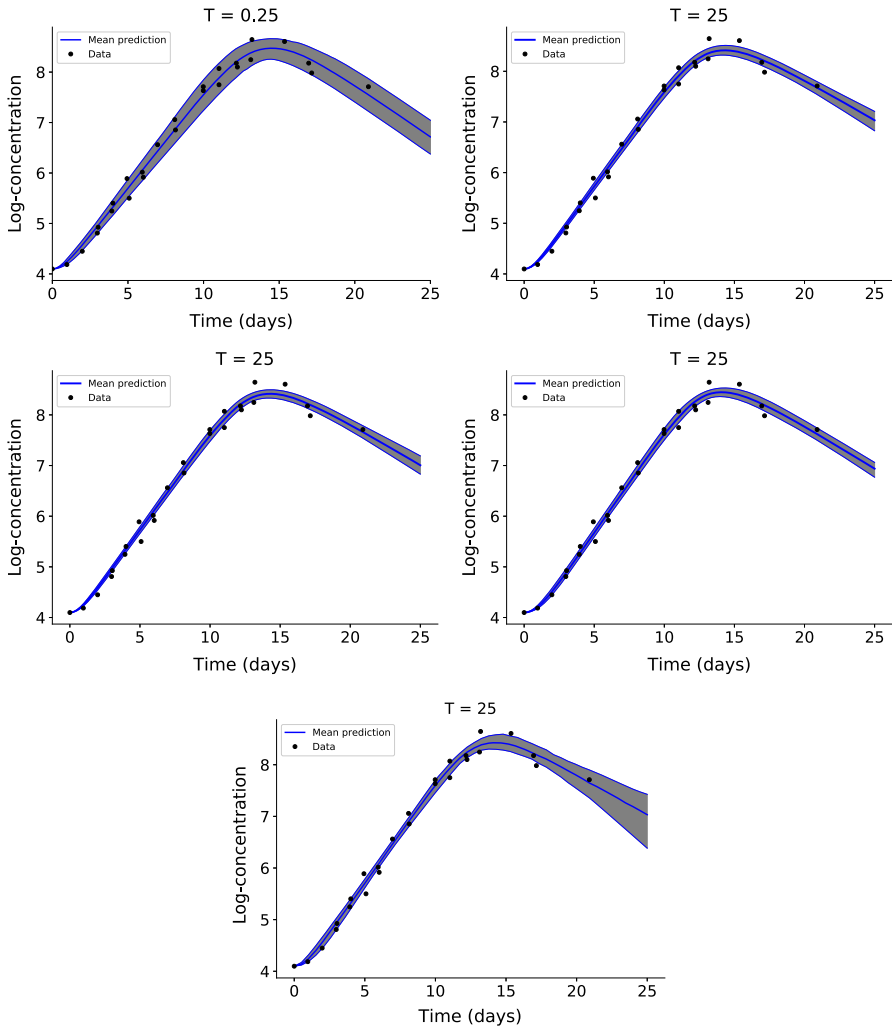 T = 0.25
Mean prediction
Data
8
7
6
5
4
Log-concentration
0 5 10 15 20 25
Time (days)
T = 25
Mean prediction
Data
8
7
6
5
4
Log-concentration
0 5 10 15 20 25
Time (days)
T = 25
Mean prediction
Data
8
7
6
5
4
Log-concentration
0 5 10 15 20 25
Time (days)
T = 25
Mean prediction
Data
8
7
6
5
4
Log-concentration
0 5 10 15 20 25
Time (days)
T = 25
Mean prediction
Data
8
7
6
5
4
Log-concentration
0 5 10 15 20 25
Time (days)